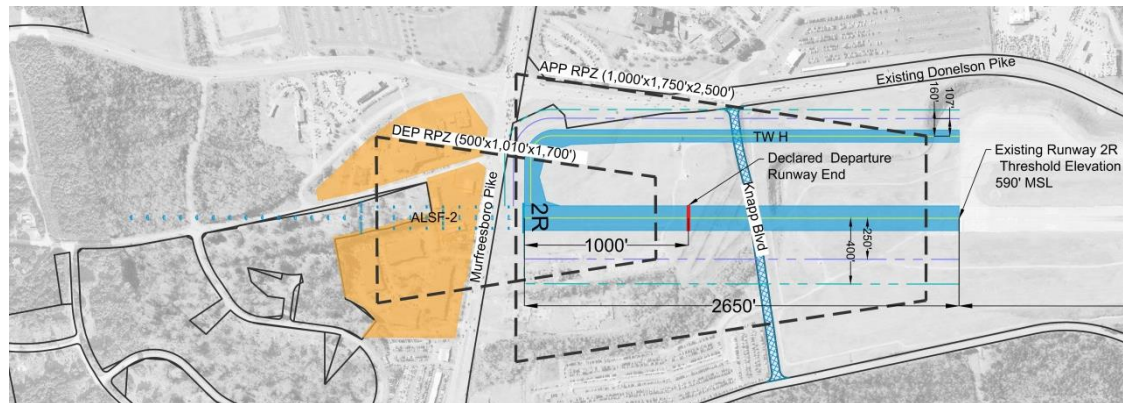 APP RPZ (1,000'x1,750'x2,500')
Existing Donelson Pike
160'
107'
TW H
DEP RPZ (500'x1,010'x1,700')
Declared Departure
Runway End
Existing Runway 2R
Threshold Elevation
590' MSL
Murfreesboro Pike
ALSF-2
2R
Knapp Blvd
1000'
250'
400'
2650'